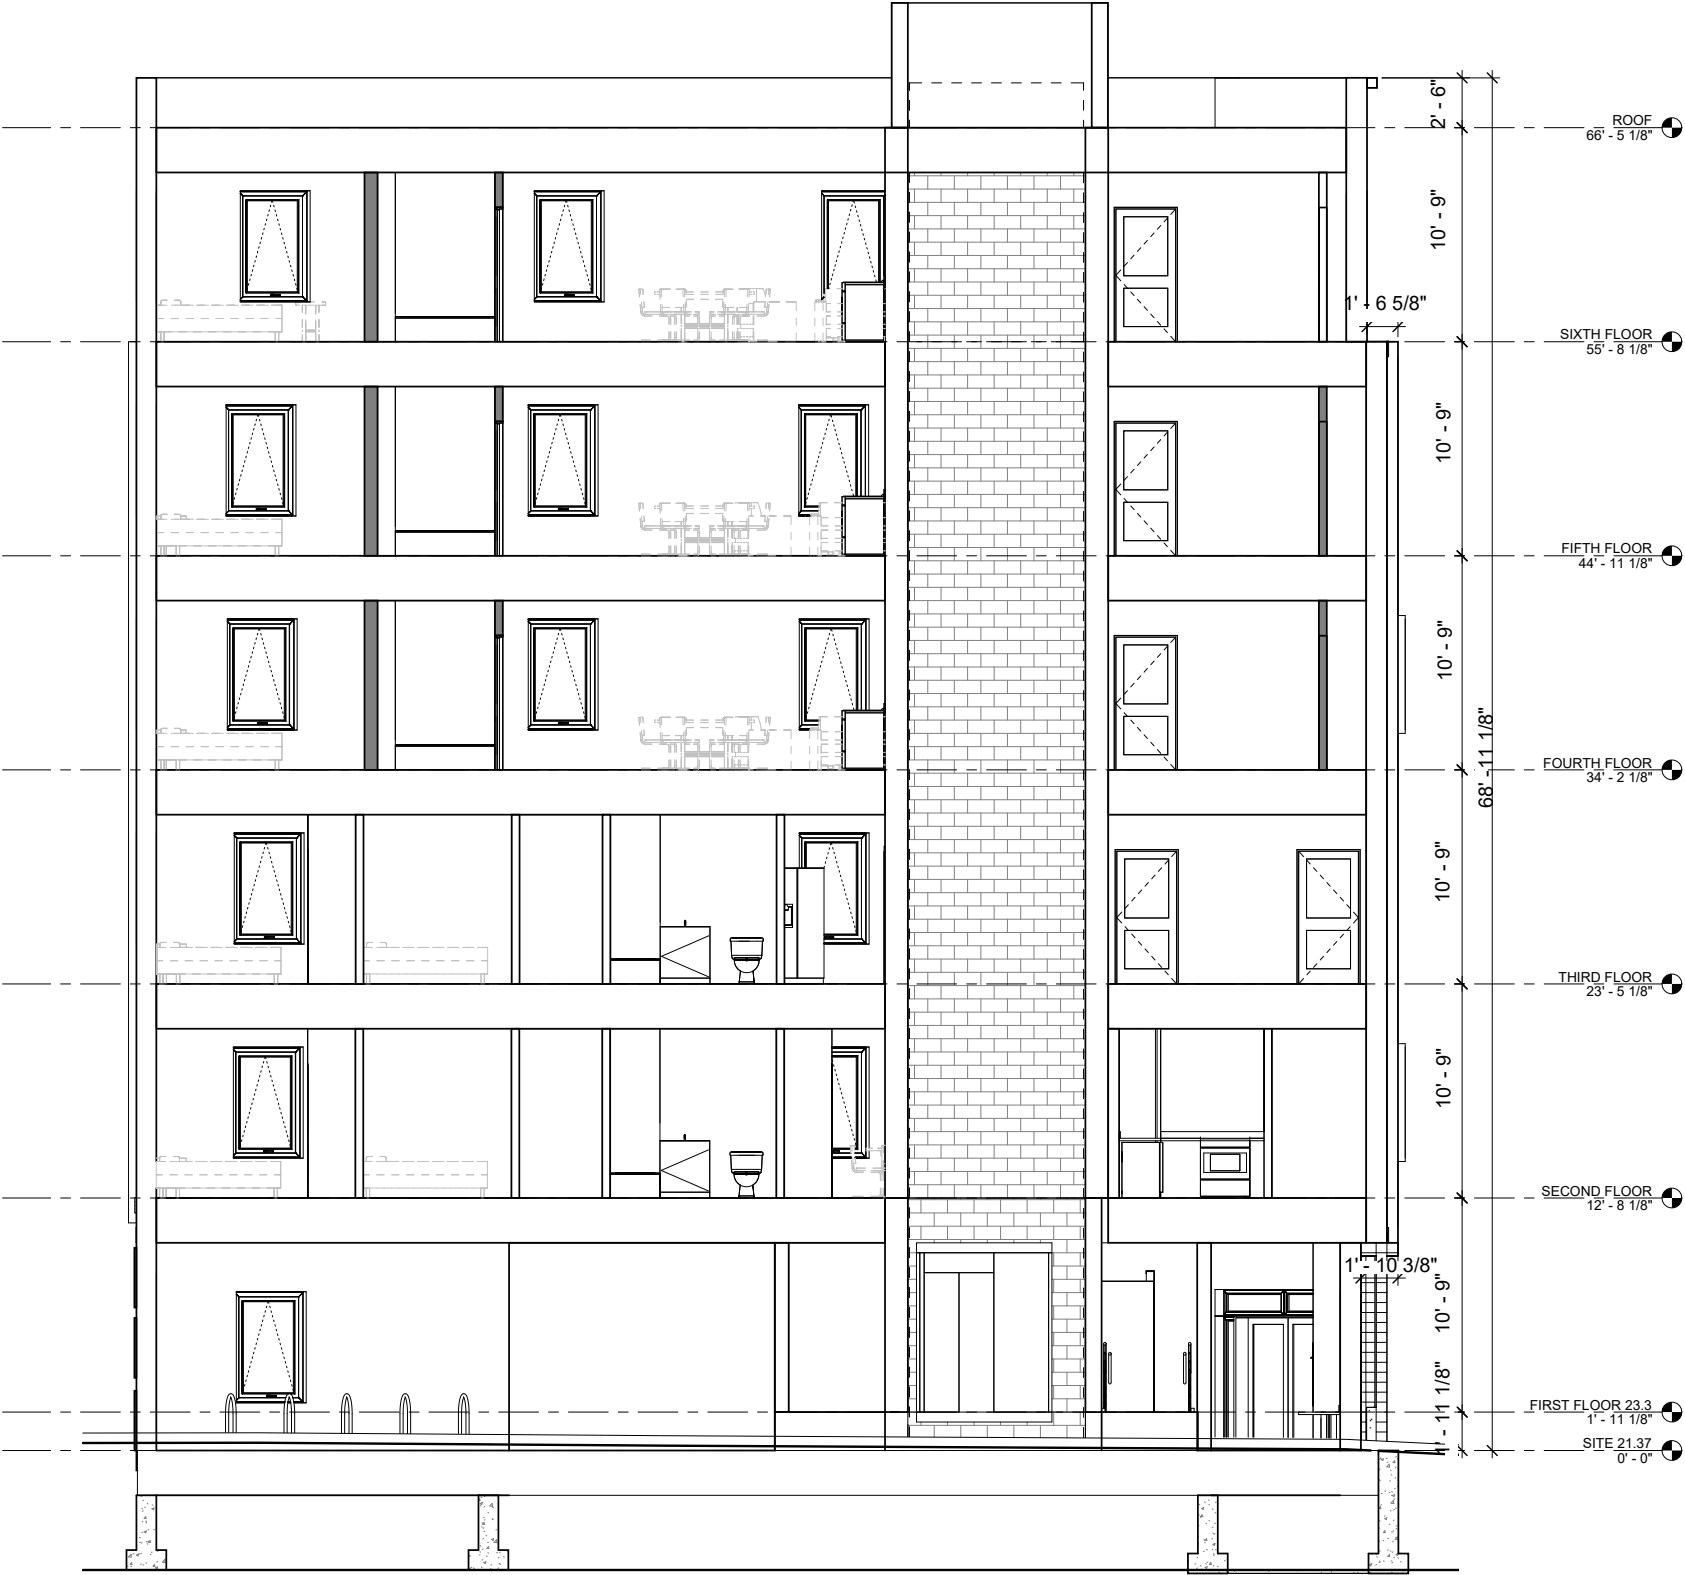 2' - 6"
ROOF
66' - 5 1/8"
10' - 9"
1' - 6 5/8"
SIXTH FLOOR
55' - 8 1/8"
10' - 9"
FIFTH FLOOR
44' - 11 1/8"
10' - 9"
68' - 11 1/8"
FOURTH FLOOR
34' - 2 1/8"
10' - 9"
THIRD FLOOR
23' - 5 1/8"
10' - 9"
SECOND FLOOR
12' - 8 1/8"
1' - 10 3/8"
10' - 9"
1' - 11 1/8"
FIRST FLOOR 23.3
1' - 11 1/8"
SITE 21.37
0' - 0"